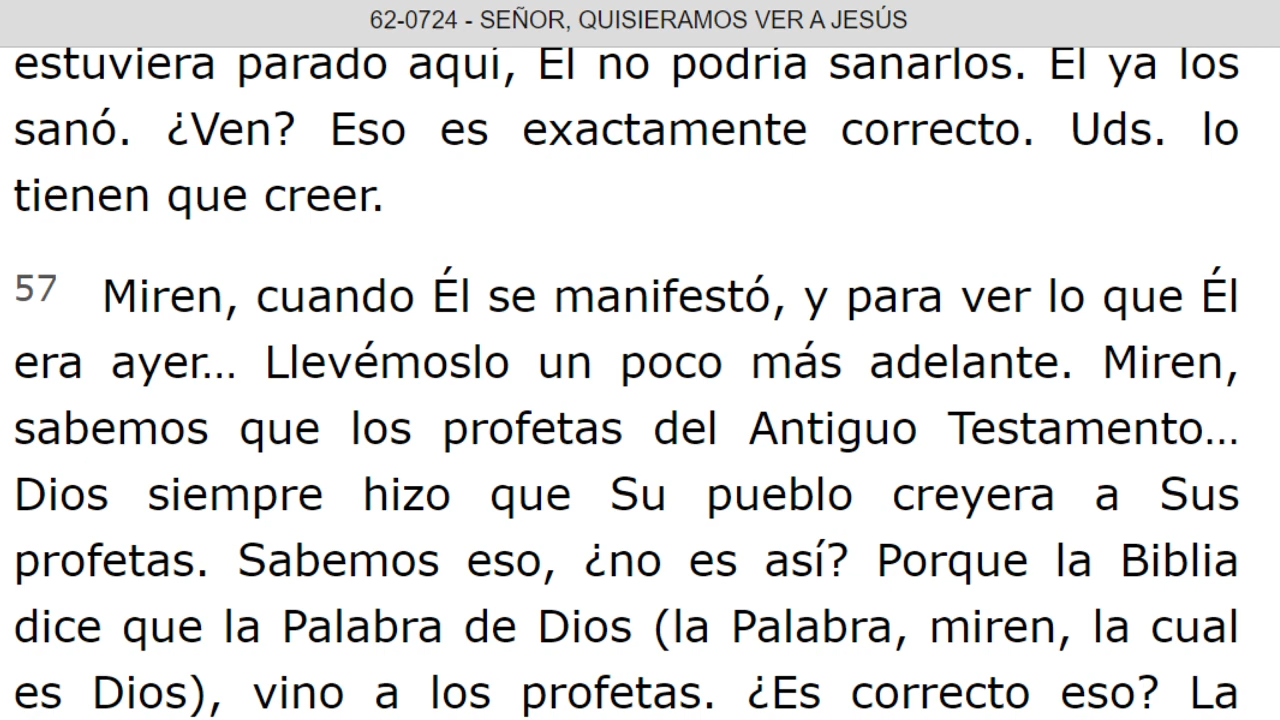 62-0724 - SEÑOR, QUISIERAMOS VER A JESÚS
estuviera parado aquí, Él no podría sanarlos. Él ya los
sanó. ¿Ven? Eso es exactamente correcto. Uds. lo
tienen que creer.
57 Miren, cuando Él se manifestó, y para ver lo que Él
era ayer… Llevémoslo un poco más adelante. Miren,
sabemos que los profetas del Antiguo Testamento…
Dios siempre hizo que Su pueblo creyera a Sus
profetas. Sabemos eso, ¿no es así? Porque la Biblia
dice que la Palabra de Dios (la Palabra, miren, la cual
es Dios), vino a los profetas. ¿Es correcto eso? La